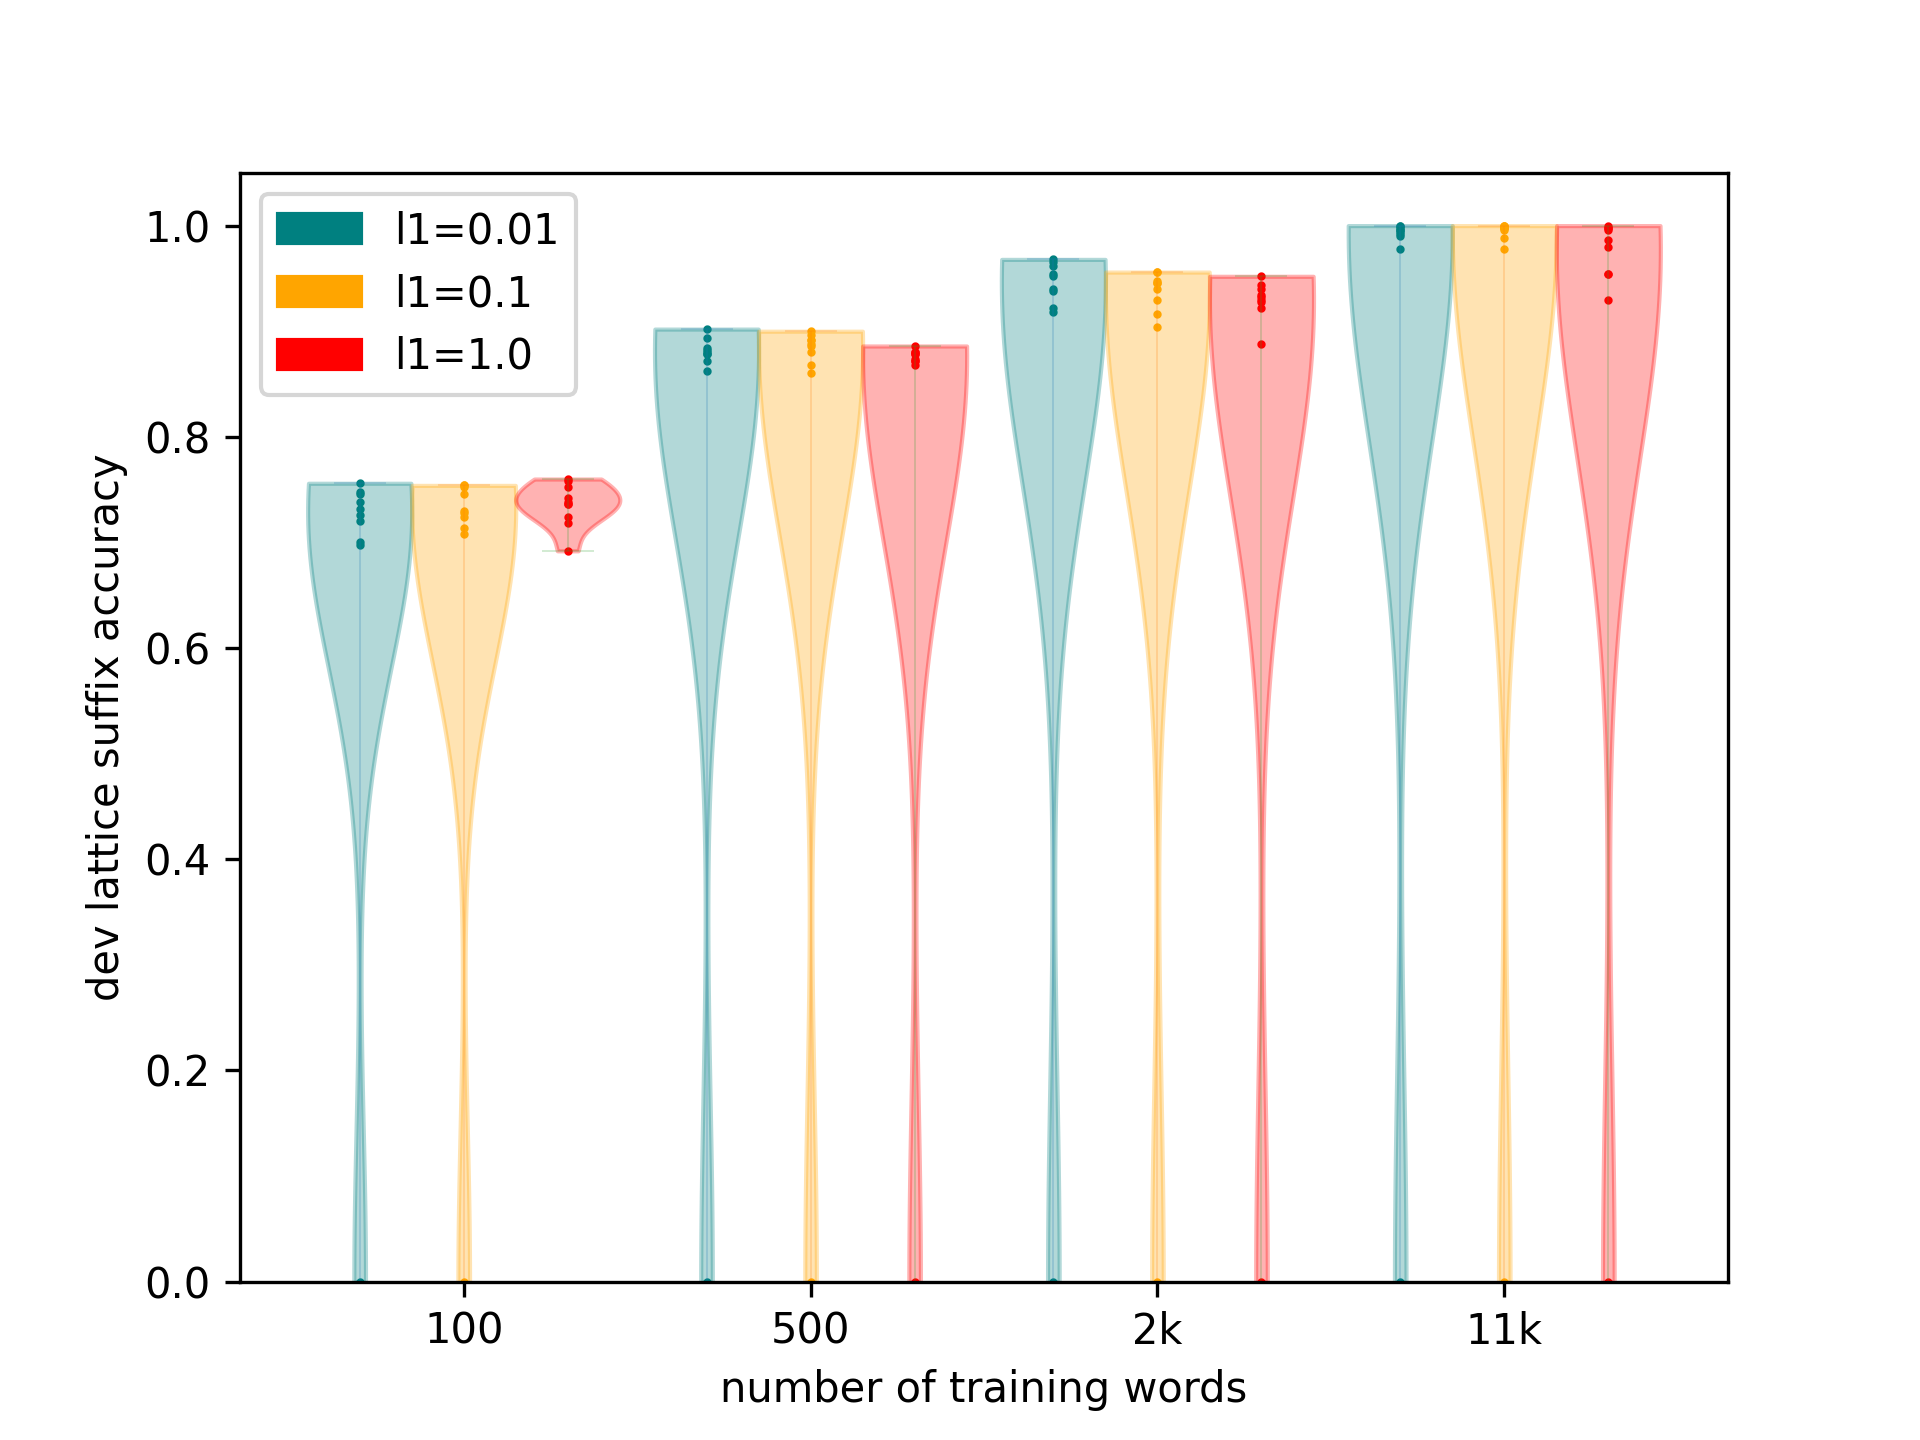 l1=0.01
l1=0.1
l1=1.0
1.0
0.8
0.6
0.4
0.2
0.0
dev lattice suffix accuracy
100 500 2k 11k
number of training words